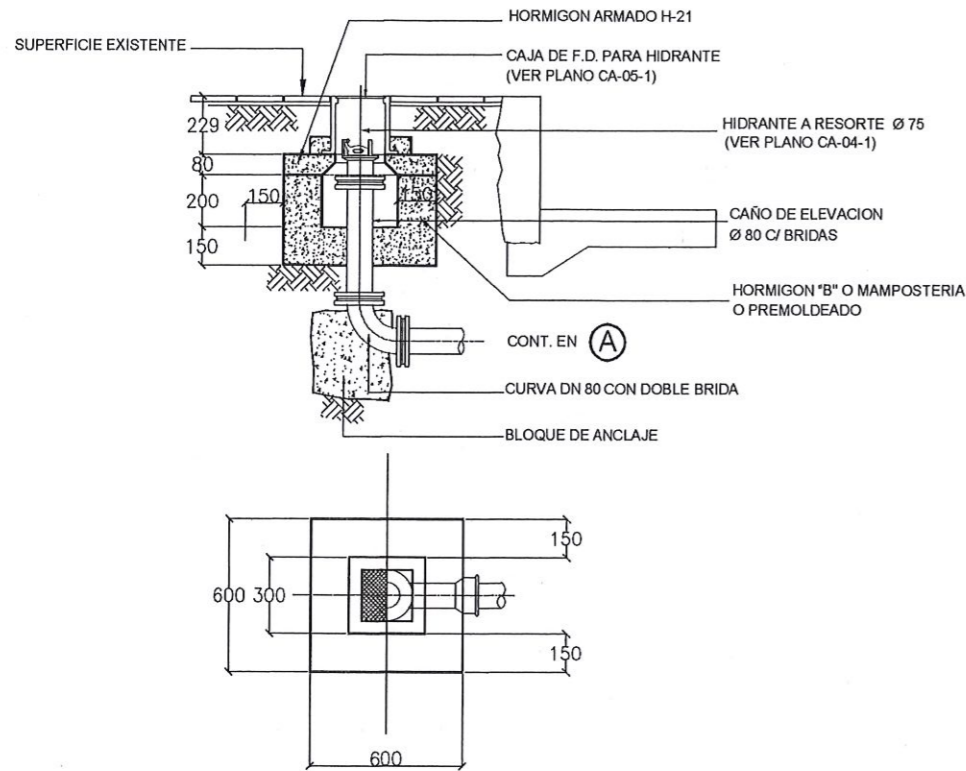 HORMIGON ARMADO H-21
SUPERFICIE EXISTENTE
CAJA DE F.D. PARA HIDRANTE
(VER PLANO CA-05-1)
229
HIDRANTE A RESORTE Ø 75
(VER PLANO CA-04-1)
80
150
150
200
CAÑO DE ELEVACION
Ø 80 C/ BRIDAS
150
HORMIGON "B" O MAMPOSTERIA
O PREMOLDEADO
CONT. EN A
CURVA DN 80 CON DOBLE BRIDA
BLOQUE DE ANCLAJE
150
600
300
150
600